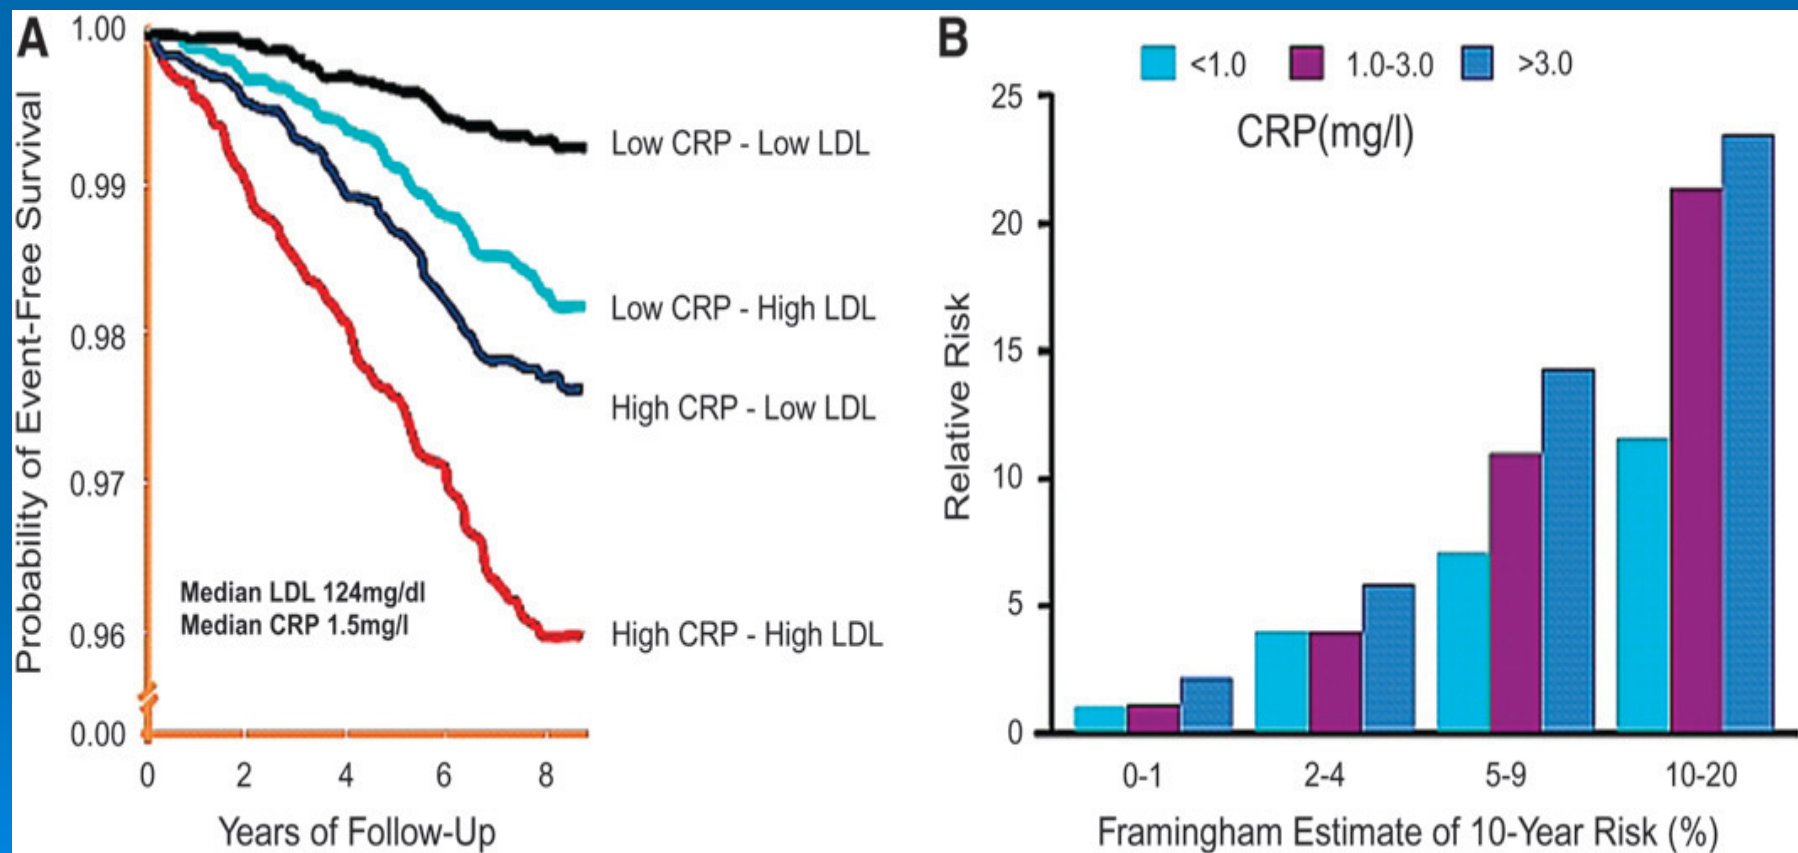 A
Probability of Event-Free Survival
1.00
0.99
0.98
0.97
0.96
0.00
Low CRP - Low LDL
Low CRP - High LDL
High CRP - Low LDL
High CRP - High LDL
Median LDL 124mg/dl
Median CRP 1.5mg/l
0 2 4 6 8
Years of Follow-Up
B
<1.0 1.0-3.0 >3.0
CRP(mg/l)
Relative Risk
25
20
15
10
5
0
0-1 2-4 5-9 10-20
Framingham Estimate of 10-Year Risk (%)